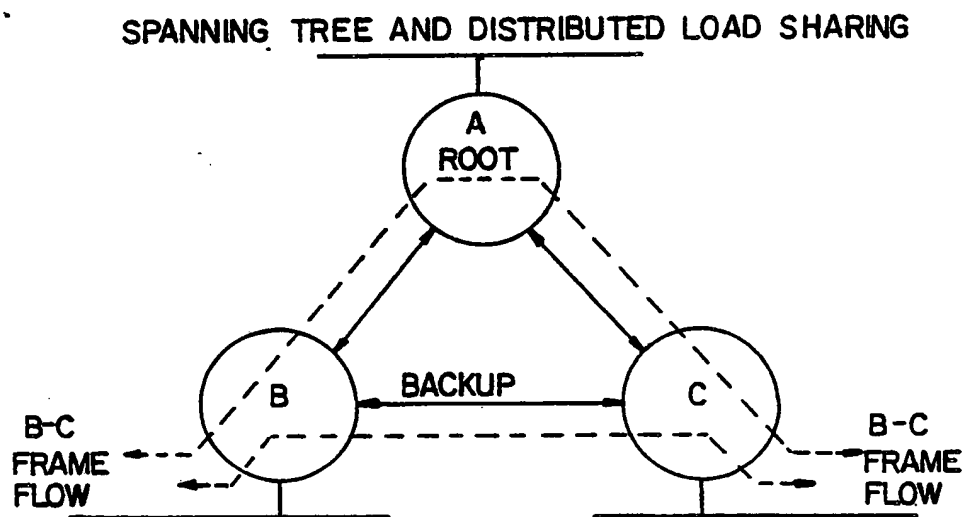 SPANNING TREE AND DISTRIBUTED LOAD SHARING
A
ROOT
B
BACKUP
C
B-C
FRAME
FLOW
B-C
FRAME
FLOW